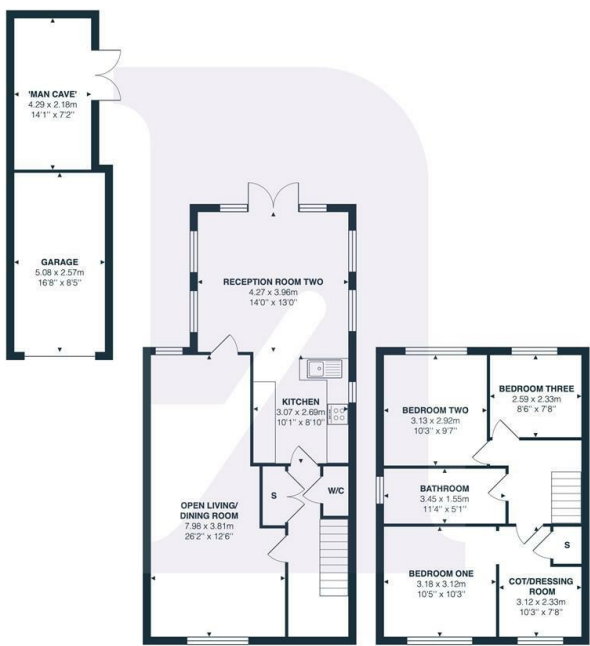 'MAN CAVE'
4.29 x 2.18m
14'1" x 7'2"
GARAGE
5.08 x 2.57m
16'8" x 8'5"
RECEPTION ROOM TWO
4.27 x 3.96m
14'0" x 13'0"
KITCHEN
3.07 x 2.69m
10'1" x 8'10"
S
W/C
OPEN LIVING/
DINING ROOM
7.98 x 3.81m
26'2" x 12'6"
BEDROOM TWO
3.13 x 2.92m
10'3" x 9'7"
BEDROOM THREE
2.59 x 2.33m
8'6" x 7'8"
BATHROOM
3.45 x 1.55m
11'4" x 5'1"
BEDROOM ONE
3.18 x 3.12m
10'5" x 10'3"
S
COT/DRESSING
ROOM
3.12 x 2.33m
10'3" x 7'8"